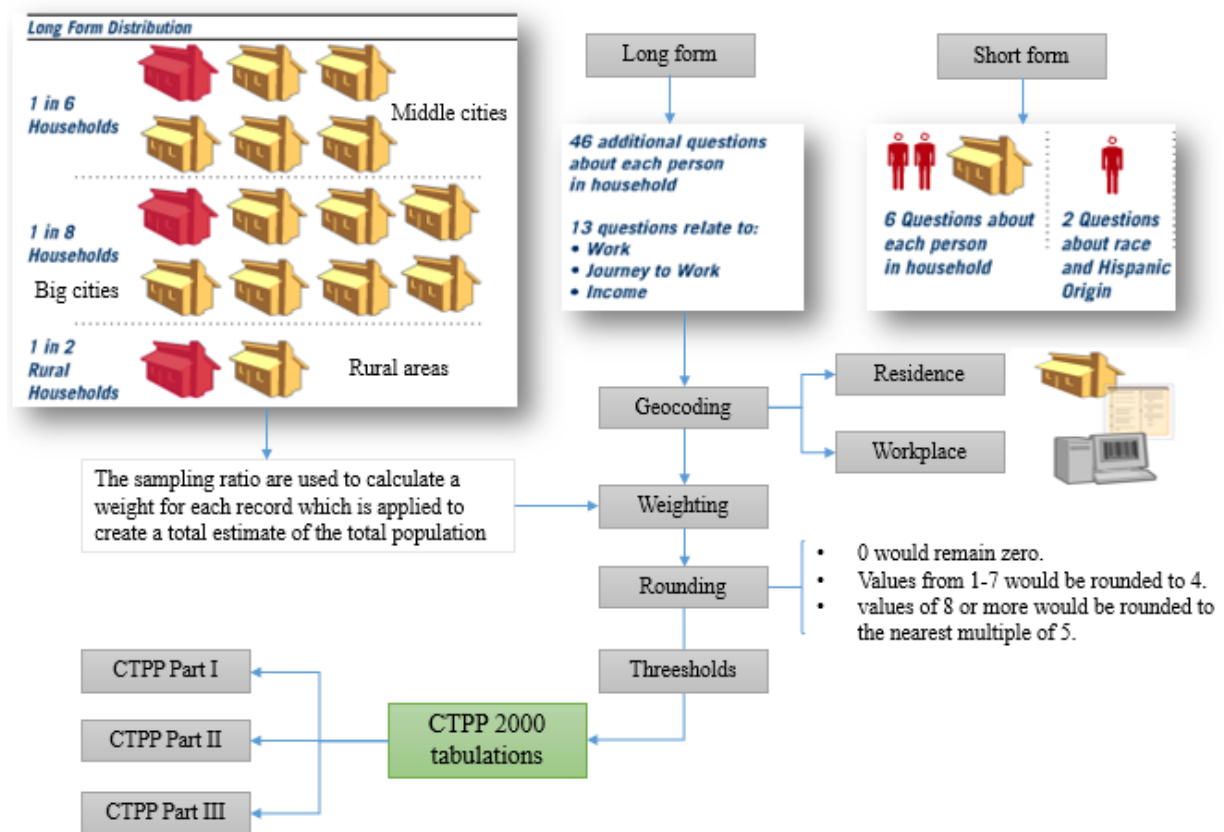 Long Form Distribution
1 in 6
Households
Middle cities
1 in 8
Households
Big cities
1 in 2
Rural
Households
Rural areas
Long form
Short form
46 additional questions
about each person
in household
13 questions relate to:
• Work
• Journey to Work
• Income
6 Questions about
each person
in household
2 Questions
about race
and Hispanic
Origin
Geocoding
Residence
Workplace
The sampling ratio are used to calculate a
weight for each record which is applied to
create a total estimate of the total population
Weighting
Rounding
• 0 would remain zero.
• Values from 1-7 would be rounded to 4.
• values of 8 or more would be rounded to
the nearest multiple of 5.
Threesholds
CTPP 2000
tabulations
CTPP Part I
CTPP Part II
CTPP Part III